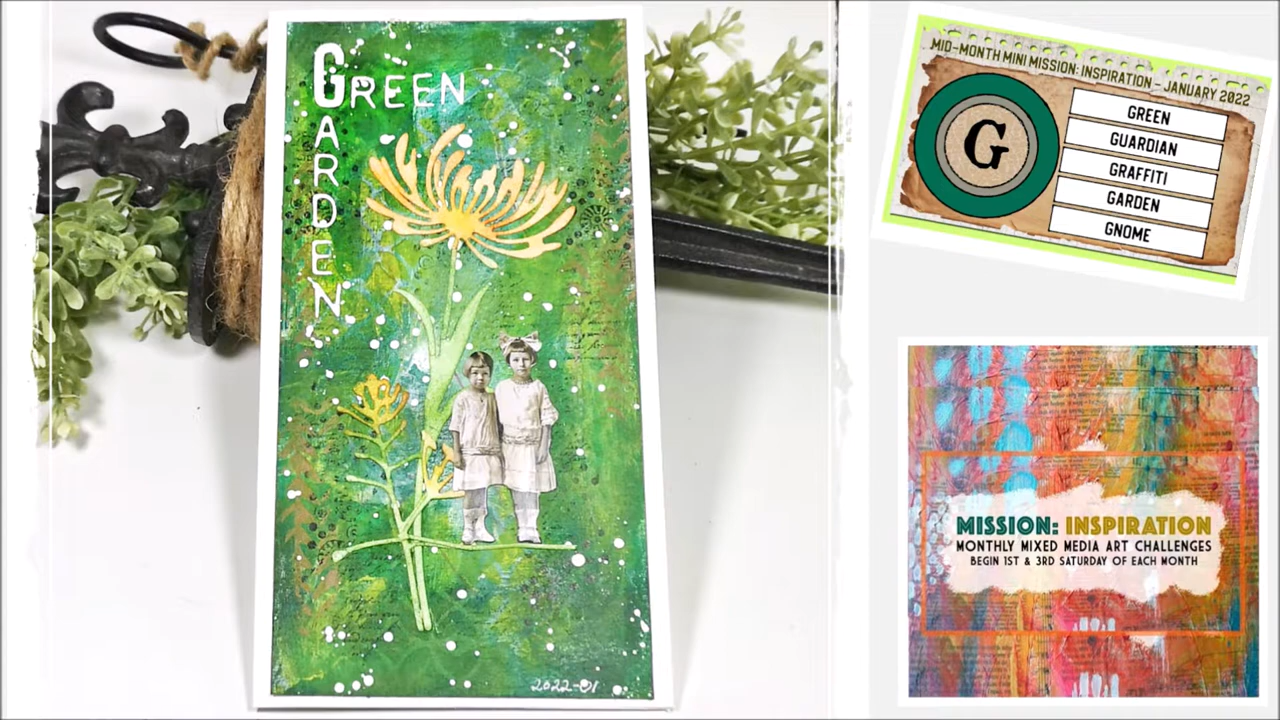 GREEN
ARDEN
2022-01
MID-MONTH MINI MISSION: INSPIRATION - JANUARY 2022
G
GREEN
GUARDIAN
GRAFFITI
GARDEN
GNOME
MISSION: INSPIRATION
MONTHLY MIXED MEDIA ART CHALLENGES
BEGIN 1ST & 3RD SATURDAY OF EACH MONTH